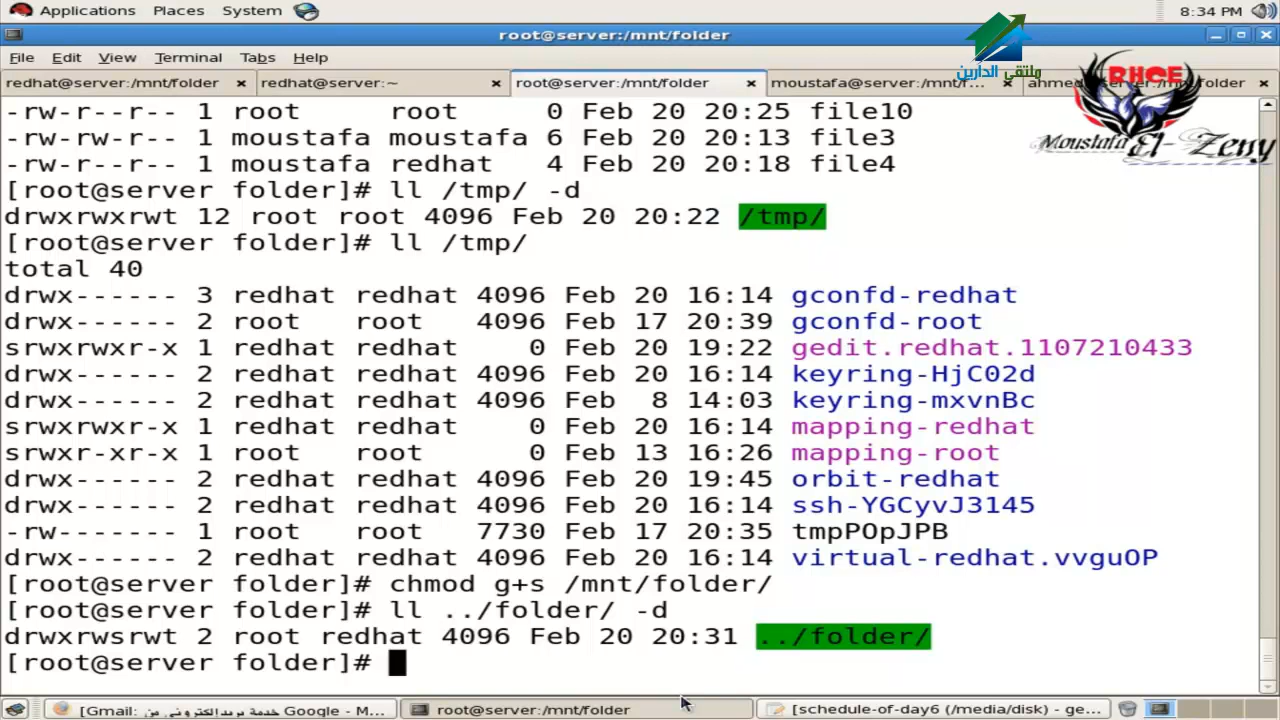 Applications Places System 8:34 PM
root@server:/mnt/folder
File Edit View Terminal Tabs Help
redhat@server:/mnt/folder redhat@server:~ root@server:/mnt/folder moustafa@server:/mnt/f... ahmed folder
ملتقي الدارين
RHCE
Moustafa El-Zeny
-rw-r--r-- 1 root root 0 Feb 20 20:25 file10
-rw-rw-r-- 1 moustafa moustafa 6 Feb 20 20:13 file3
-rw-r--r-- 1 moustafa redhat 4 Feb 20 20:18 file4
[root@server folder]# ll /tmp/ -d
drwxrwxrwt 12 root root 4096 Feb 20 20:22 /tmp/
[root@server folder]# ll /tmp/
total 40
drwx------ 3 redhat redhat 4096 Feb 20 16:14 gconfd-redhat
drwx------ 2 root root 4096 Feb 17 20:39 gconfd-root
srwxrwxr-x 1 redhat redhat 0 Feb 20 19:22 gedit.redhat.1107210433
drwx------ 2 redhat redhat 4096 Feb 20 16:14 keyring-HjC02d
drwx------ 2 redhat redhat 4096 Feb 8 14:03 keyring-mxvnBc
srwxrwxr-x 1 redhat redhat 0 Feb 20 16:14 mapping-redhat
srwxr-xr-x 1 root root 0 Feb 13 16:26 mapping-root
drwx------ 2 redhat redhat 4096 Feb 20 19:45 orbit-redhat
drwx------ 2 redhat redhat 4096 Feb 20 16:14 ssh-YGCyvJ3145
-rw------- 1 root root 7730 Feb 17 20:35 tmpPOpJPB
drwx------ 2 redhat redhat 4096 Feb 20 16:14 virtual-redhat.vvguOP
[root@server folder]# chmod g+s /mnt/folder/
[root@server folder]# ll ../folder/ -d
drwxrwsrwt 2 root redhat 4096 Feb 20 20:31 ../folder/
[root@server folder]#
[Gmail: خدمة بريد إلكتروني من Google - M... root@server:/mnt/folder [schedule-of-day6 (/media/disk) - ge...